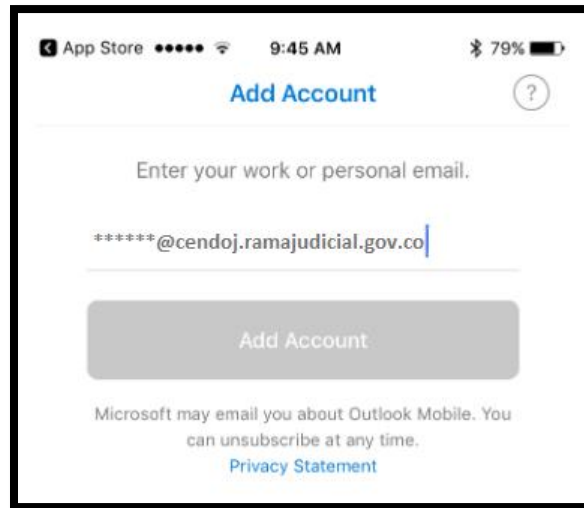 App Store 9:45 AM 79%
Add Account ?
Enter your work or personal email.
******@cendoj.ramajudicial.gov.co
Add Account
Microsoft may email you about Outlook Mobile. You
can unsubscribe at any time.
Privacy Statement